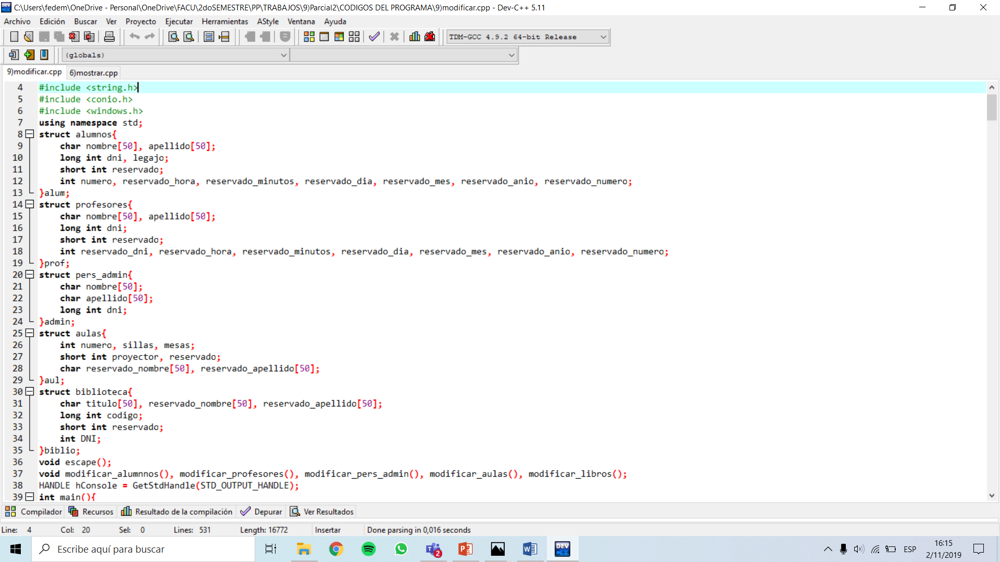 C:\Users\fedem\OneDrive - Personal\OneDrive\FACU\2doSEMESTRE\PP\TRABAJOS\9)Parcial2\CODIGOS DEL PROGRAMA\9)modificar.cpp - Dev-C++ 5.11
Archivo Edición Buscar Ver Proyecto Ejecutar Herramientas AStyle Ventana Ayuda
TDM-GCC 4.9.2 64-bit Release
(globals)
9)modificar.cpp 6)mostrar.cpp
4 #include <string.h>
5 #include <conio.h>
6 #include <windows.h>
7 using namespace std;
8 struct alumnos{
9 char nombre[50], apellido[50];
10 long int dni, legajo;
11 short int reservado;
12 int numero, reservado_hora, reservado_minutos, reservado_dia, reservado_mes, reservado_anio, reservado_numero;
13 }alum;
14 struct profesores{
15 char nombre[50], apellido[50];
16 long int dni;
17 short int reservado;
18 int reservado_dni, reservado_hora, reservado_minutos, reservado_dia, reservado_mes, reservado_anio, reservado_numero;
19 }prof;
20 struct pers_admin{
21 char nombre[50];
22 char apellido[50];
23 long int dni;
24 }admin;
25 struct aulas{
26 int numero, sillas, mesas;
27 short int proyector, reservado;
28 char reservado_nombre[50], reservado_apellido[50];
29 }aul;
30 struct biblioteca{
31 char titulo[50], reservado_nombre[50], reservado_apellido[50];
32 long int codigo;
33 short int reservado;
34 int DNI;
35 }biblio;
36 void escape();
37 void modificar_alumnnos(), modificar_profesores(), modificar_pers_admin(), modificar_aulas(), modificar_libros();
38 HANDLE hConsole = GetStdHandle(STD_OUTPUT_HANDLE);
39 int main(){
Compilador Recursos Resultado de la compilación Depurar Ver Resultados
Line: 4 Col: 20 Sel: 0 Lines: 531 Length: 16772 Insertar Done parsing in 0,016 seconds
Escribe aquí para buscar
2
DEV C++
ESP
16:15
2/11/2019